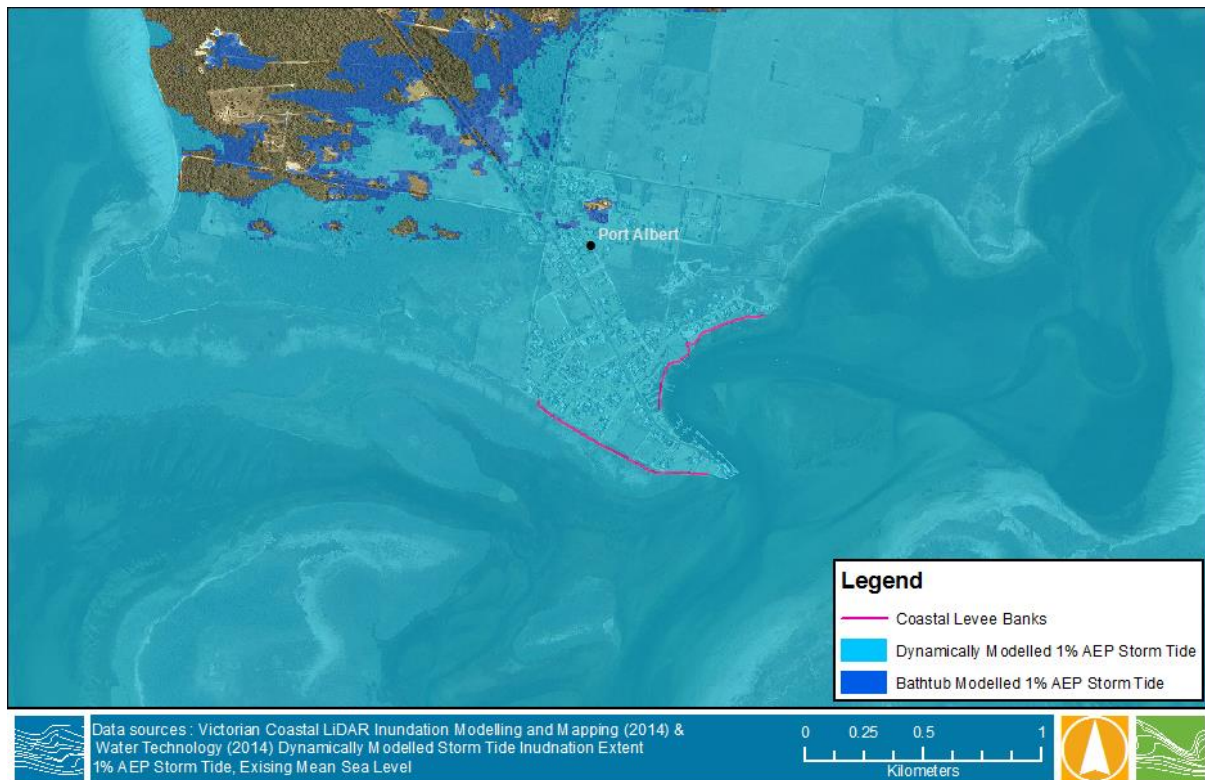 Port Albert
Legend
Coastal Levee Banks
Dynamically Modelled 1% AEP Storm Tide
Bathtub Modelled 1% AEP Storm Tide
Data sources : Victorian Coastal LiDAR Inundation Modelling and Mapping (2014) &
Water Technology (2014) Dynamically Modelled Storm Tide Inudnation Extent
1% AEP Storm Tide, Exising Mean Sea Level
0 0.25 0.5 1
Kilometers